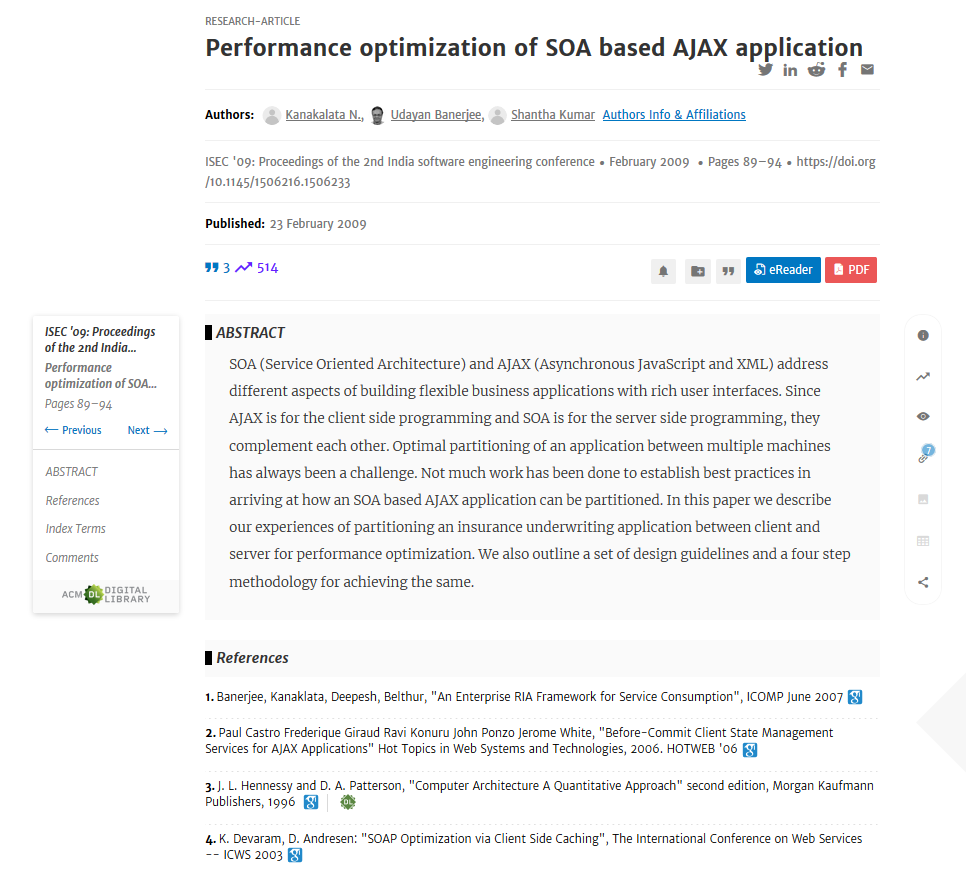 RESEARCH-ARTICLE
Performance optimization of SOA based AJAX application
Authors: Kanakalata N., Udayan Banerjee, Shantha Kumar Authors Info & Affiliations
ISEC '09: Proceedings of the 2nd India software engineering conference • February 2009 • Pages 89–94 • https://doi.org
/10.1145/1506216.1506233
Published: 23 February 2009
3 514
eReader PDF
ISEC '09: Proceedings
of the 2nd India...
Performance
optimization of SOA...
Pages 89–94
← Previous Next →
ABSTRACT
References
Index Terms
Comments
ACM DL DIGITAL
LIBRARY
ABSTRACT
SOA (Service Oriented Architecture) and AJAX (Asynchronous JavaScript and XML) address
different aspects of building flexible business applications with rich user interfaces. Since
AJAX is for the client side programming and SOA is for the server side programming, they
complement each other. Optimal partitioning of an application between multiple machines
has always been a challenge. Not much work has been done to establish best practices in
arriving at how an SOA based AJAX application can be partitioned. In this paper we describe
our experiences of partitioning an insurance underwriting application between client and
server for performance optimization. We also outline a set of design guidelines and a four step
methodology for achieving the same.
7
References
1. Banerjee, Kanaklata, Deepesh, Belthur, "An Enterprise RIA Framework for Service Consumption", ICOMP June 2007
2. Paul Castro Frederique Giraud Ravi Konuru John Ponzo Jerome White, "Before-Commit Client State Management
Services for AJAX Applications" Hot Topics in Web Systems and Technologies, 2006. HOTWEB '06
3. J. L. Hennessy and D. A. Patterson, "Computer Architecture A Quantitative Approach" second edition, Morgan Kaufmann
Publishers, 1996
4. K. Devaram, D. Andresen: "SOAP Optimization via Client Side Caching", The International Conference on Web Services
-- ICWS 2003